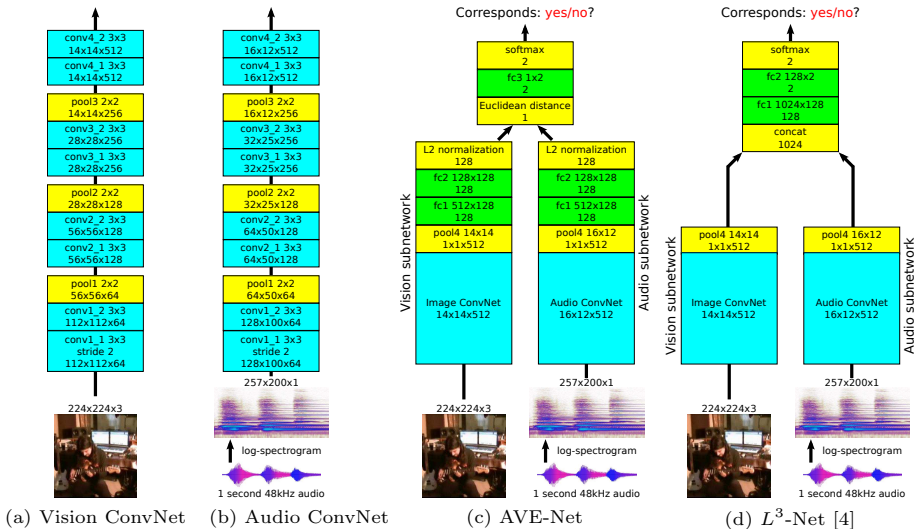 conv4_2 3x3
14x14x512
conv4_1 3x3
14x14x512
pool3 2x2
14x14x256
conv3_2 3x3
28x28x256
conv3_1 3x3
28x28x256
pool2 2x2
28x28x128
conv2_2 3x3
56x56x128
conv2_1 3x3
56x56x128
pool1 2x2
56x56x64
conv1_2 3x3
112x112x64
conv1_1 3x3
stride 2
112x112x64
224x224x3
(a) Vision ConvNet
conv4_2 3x3
16x12x512
conv4_1 3x3
16x12x512
pool3 2x2
16x12x256
conv3_2 3x3
32x25x256
conv3_1 3x3
32x25x256
pool2 2x2
32x25x128
conv2_2 3x3
64x50x128
conv2_1 3x3
64x50x128
pool1 2x2
64x50x64
conv1_2 3x3
128x100x64
conv1_1 3x3
stride 2
128x100x64
257x200x1
log-spectrogram
1 second 48kHz audio
(b) Audio ConvNet
Corresponds: yes/no?
softmax
2
fc3 1x2
2
Euclidean distance
1
L2 normalization
128
fc2 128x128
128
fc1 512x128
128
pool4 14x14
1x1x512
Image ConvNet
14x14x512
Vision subnetwork
224x224x3
L2 normalization
128
fc2 128x128
128
fc1 512x128
128
pool4 16x12
1x1x512
Audio ConvNet
16x12x512
Audio subnetwork
257x200x1
log-spectrogram
1 second 48kHz audio
(c) AVE-Net
Corresponds: yes/no?
softmax
2
fc2 128x2
2
fc1 1024x128
128
concat
1024
pool4 14x14
1x1x512
Image ConvNet
14x14x512
Vision subnetwork
224x224x3
pool4 16x12
1x1x512
Audio ConvNet
16x12x512
Audio subnetwork
257x200x1
log-spectrogram
1 second 48kHz audio
(d) L³-Net [4]